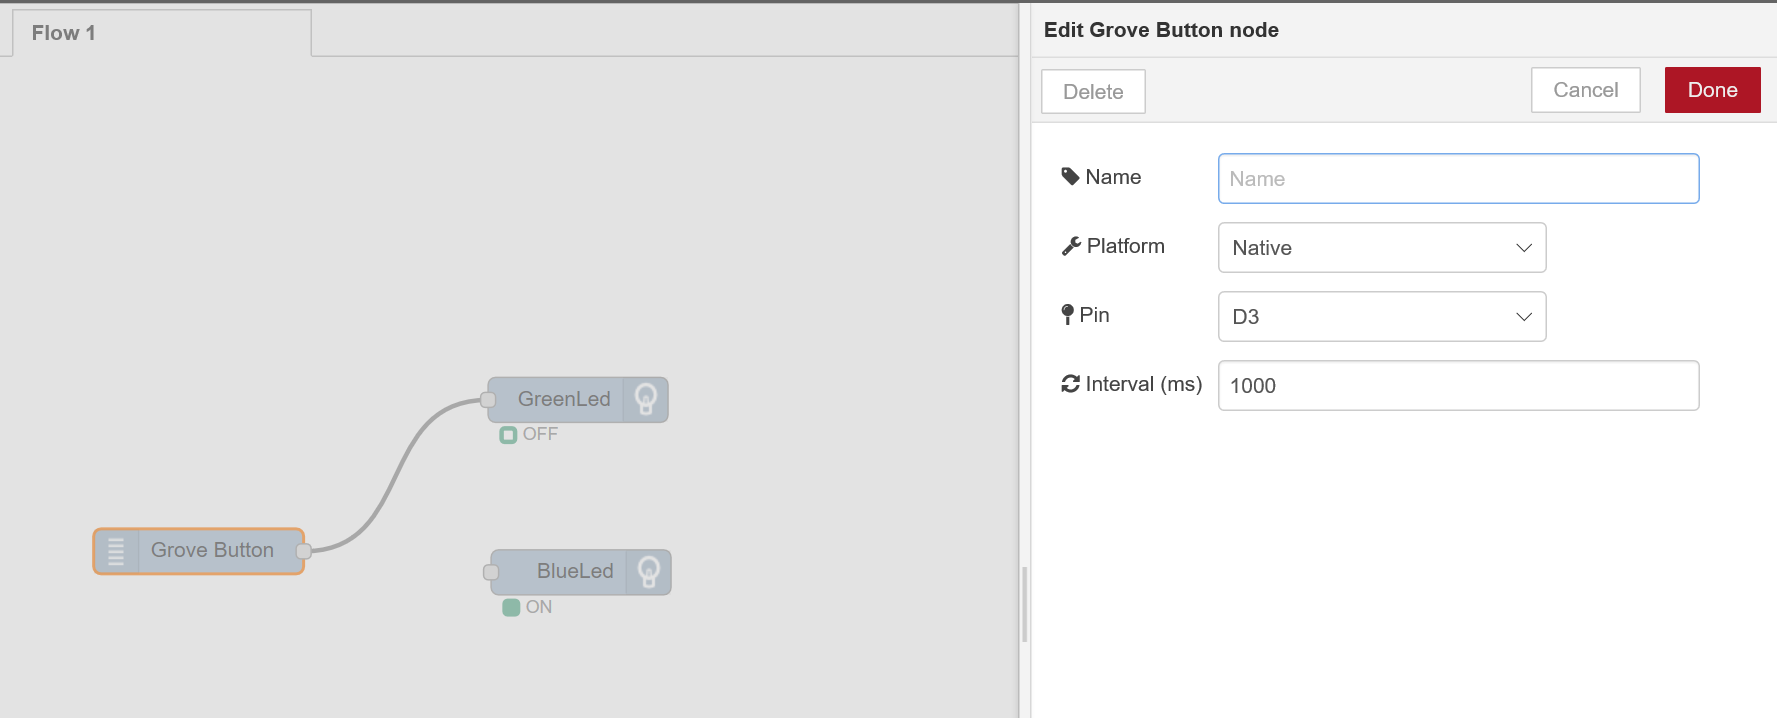 Flow 1
GreenLed
OFF
Grove Button
BlueLed
ON
Edit Grove Button node
Delete
Cancel
Done
Name
Name
Platform
Native
Pin
D3
Interval (ms)
1000